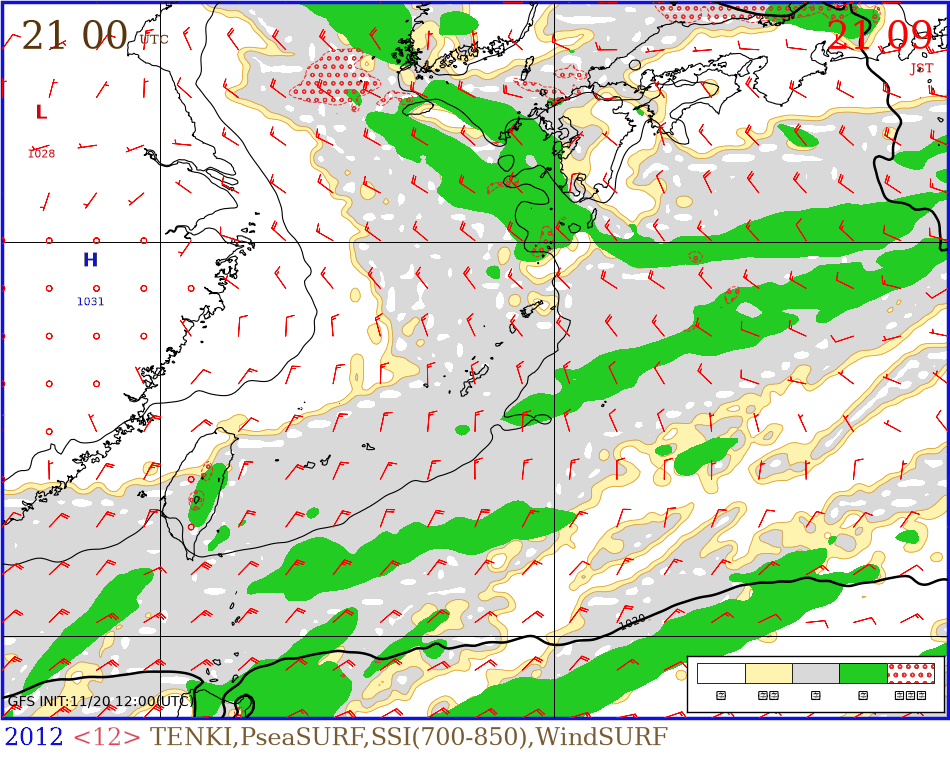 21 00 UTC
21 09
JST
L
1028
H
1031
1020
GFS INIT:11/20 12:00(UTC)
2012 <12> TENKI,PseaSURF,SSI(700-850),WindSURF